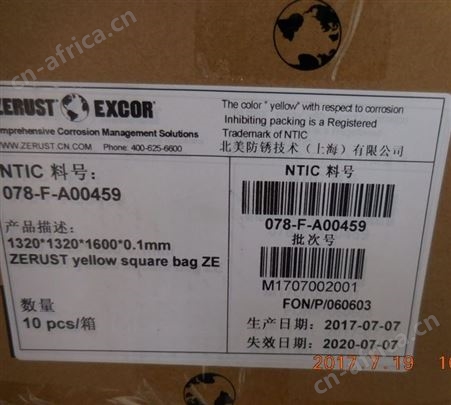 ZERUST EXCOR
Comprehensive Corrosion Management Solutions
WWW.ZERUST.CN.COM Phone: 400-625-6600
The color "yellow" with respect to corrosion
Inhibiting packing is a Registered
Trademark of NTIC
北美防锈技术（上海）有限公司
NTIC 料号:
078-F-A00459
产品描述:
1320*1320*1600*0.1mm
ZERUST yellow square bag ZE
数量
10 pcs/箱
NTIC 料号
078-F-A00459
批次号
M1707002001
FON/P/060603
生产日期: 2017-07-07
失效日期: 2020-07-07
2017.7.19
cn-africa.cn
cn-africa.cn
cn-africa.cn